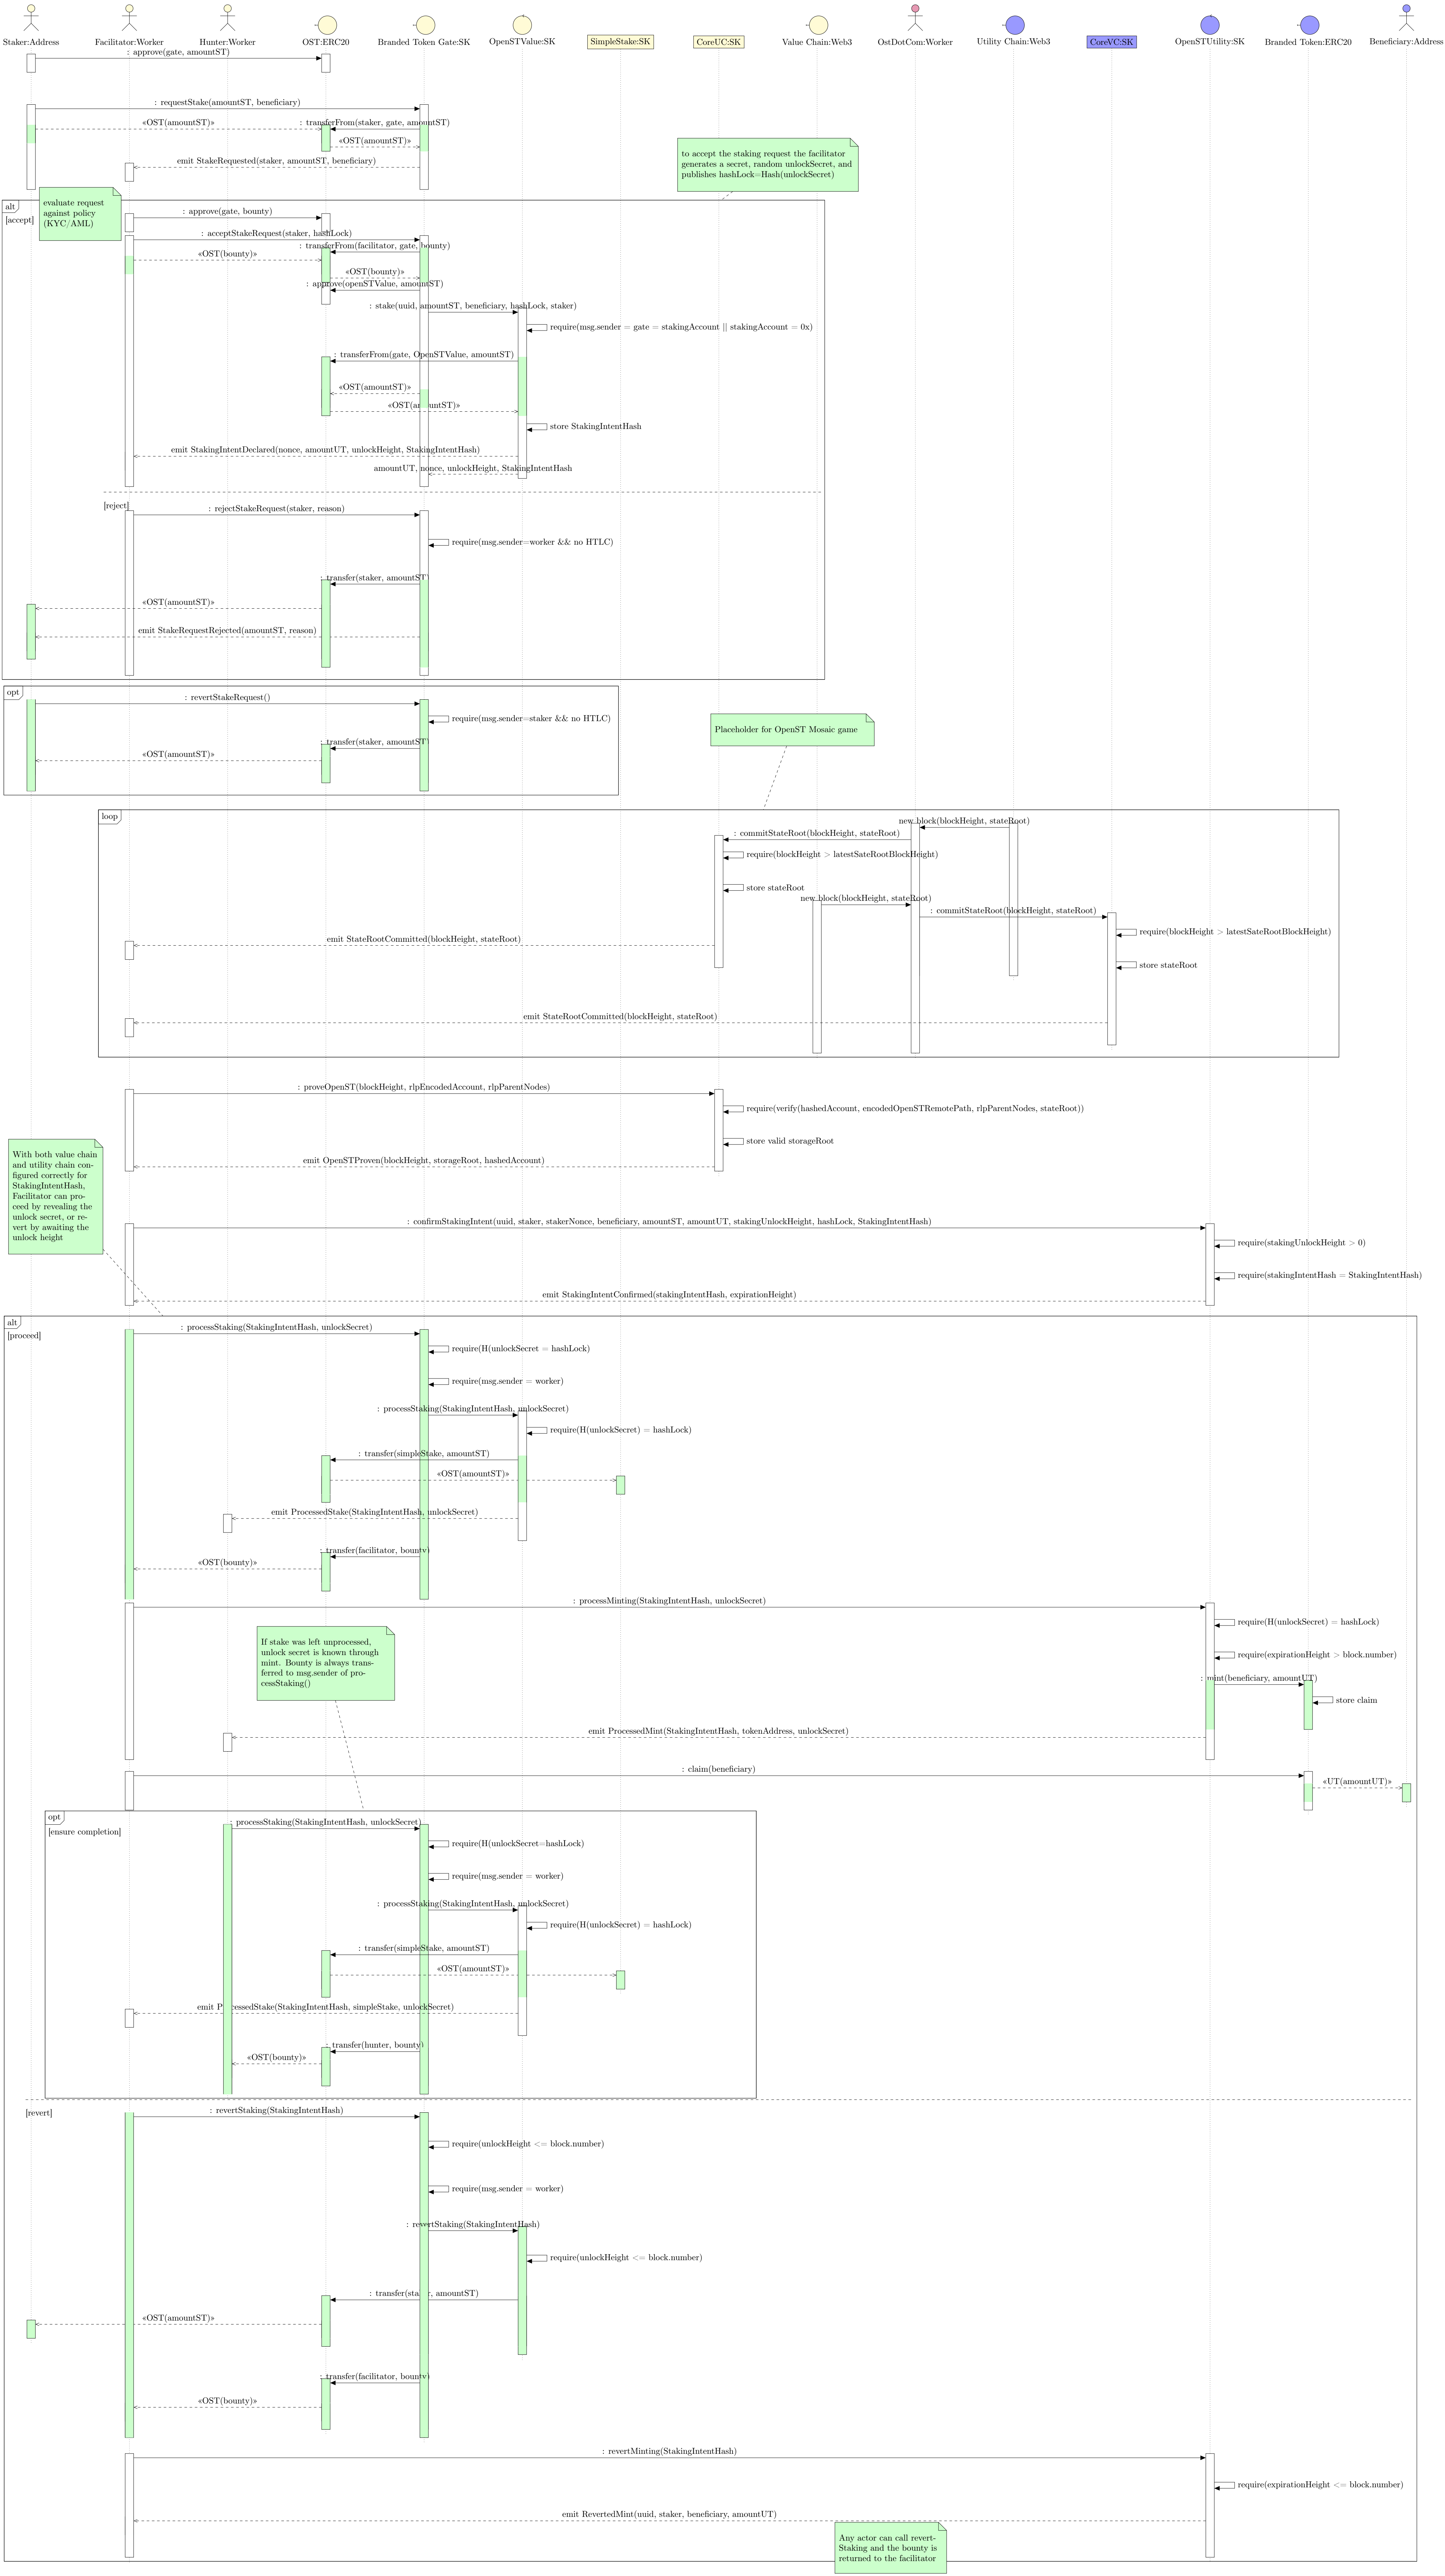 Staker:Address
Facilitator:Worker
Hunter:Worker
OST:ERC20
Branded Token Gate:SK
OpenSTValue:SK
SimpleStake:SK
CoreUC:SK
Value Chain:Web3
OstDotCom:Worker
Utility Chain:Web3
CoreVC:SK
OpenSTUtility:SK
Branded Token:ERC20
Beneficiary:Address
: approve(gate, amountST)
: requestStake(amountST, beneficiary)
: transferFrom(staker, gate, amountST)
«OST(amountST)»
«OST(amountST)»
emit StakeRequested(staker, amountST, beneficiary)
to accept the staking request the facilitator
generates a secret, random unlockSecret, and
publishes hashLock=Hash(unlockSecret)
evaluate request
against policy
(KYC/AML)
alt
[accept]
: approve(gate, bounty)
: acceptStakeRequest(staker, hashLock)
: transferFrom(facilitator, gate, bounty)
«OST(bounty)»
«OST(bounty)»
: approve(openSTValue, amountST)
: stake(uuid, amountST, beneficiary, hashLock, staker)
require(msg.sender = gate = stakingAccount || stakingAccount = 0x)
: transferFrom(gate, OpenSTValue, amountST)
«OST(amountST)»
«OST(amountST)»
store StakingIntentHash
emit StakingIntentDeclared(nonce, amountUT, unlockHeight, StakingIntentHash)
amountUT, nonce, unlockHeight, StakingIntentHash
[reject]
: rejectStakeRequest(staker, reason)
require(msg.sender=worker && no HTLC)
: transfer(staker, amountST)
«OST(amountST)»
emit StakeRequestRejected(amountST, reason)
opt
: revertStakeRequest()
require(msg.sender=staker && no HTLC)
: transfer(staker, amountST)
«OST(amountST)»
Placeholder for OpenST Mosaic game
loop
new block(blockHeight, stateRoot)
: commitStateRoot(blockHeight, stateRoot)
require(blockHeight > latestSateRootBlockHeight)
store stateRoot
new block(blockHeight, stateRoot)
: commitStateRoot(blockHeight, stateRoot)
require(blockHeight > latestSateRootBlockHeight)
emit StateRootCommitted(blockHeight, stateRoot)
store stateRoot
emit StateRootCommitted(blockHeight, stateRoot)
: proveOpenST(blockHeight, rlpEncodedAccount, rlpParentNodes)
require(verify(hashedAccount, encodedOpenSTRemotePath, rlpParentNodes, stateRoot))
store valid storageRoot
emit OpenSTProven(blockHeight, storageRoot, hashedAccount)
With both value chain
and utility chain con-
figured correctly for
StakingIntentHash,
Facilitator can pro-
ceed by revealing the
unlock secret, or re-
vert by awaiting the
unlock height
: confirmStakingIntent(uuid, staker, stakerNonce, beneficiary, amountST, amountUT, stakingUnlockHeight, hashLock, StakingIntentHash)
require(stakingUnlockHeight > 0)
require(stakingIntentHash = StakingIntentHash)
emit StakingIntentConfirmed(stakingIntentHash, expirationHeight)
alt
[proceed]
: processStaking(StakingIntentHash, unlockSecret)
require(H(unlockSecret = hashLock)
require(msg.sender = worker)
: processStaking(StakingIntentHash, unlockSecret)
require(H(unlockSecret) = hashLock)
: transfer(simpleStake, amountST)
«OST(amountST)»
emit ProcessedStake(StakingIntentHash, unlockSecret)
: transfer(facilitator, bounty)
«OST(bounty)»
: processMinting(StakingIntentHash, unlockSecret)
require(H(unlockSecret) = hashLock)
If stake was left unprocessed,
unlock secret is known through
mint. Bounty is always trans-
ferred to msg.sender of pro-
cessStaking()
require(expirationHeight > block.number)
: mint(beneficiary, amountUT)
store claim
emit ProcessedMint(StakingIntentHash, tokenAddress, unlockSecret)
: claim(beneficiary)
«UT(amountUT)»
opt
[ensure completion]
: processStaking(StakingIntentHash, unlockSecret)
require(H(unlockSecret=hashLock)
require(msg.sender = worker)
: processStaking(StakingIntentHash, unlockSecret)
require(H(unlockSecret) = hashLock)
: transfer(simpleStake, amountST)
«OST(amountST)»
emit ProcessedStake(StakingIntentHash, simpleStake, unlockSecret)
: transfer(hunter, bounty)
«OST(bounty)»
[revert]
: revertStaking(StakingIntentHash)
require(unlockHeight <= block.number)
require(msg.sender = worker)
: revertStaking(StakingIntentHash)
require(unlockHeight <= block.number)
: transfer(staker, amountST)
«OST(amountST)»
: transfer(facilitator, bounty)
«OST(bounty)»
: revertMinting(StakingIntentHash)
require(expirationHeight <= block.number)
emit RevertedMint(uuid, staker, beneficiary, amountUT)
Any actor can call revert-
Staking and the bounty is
returned to the facilitator